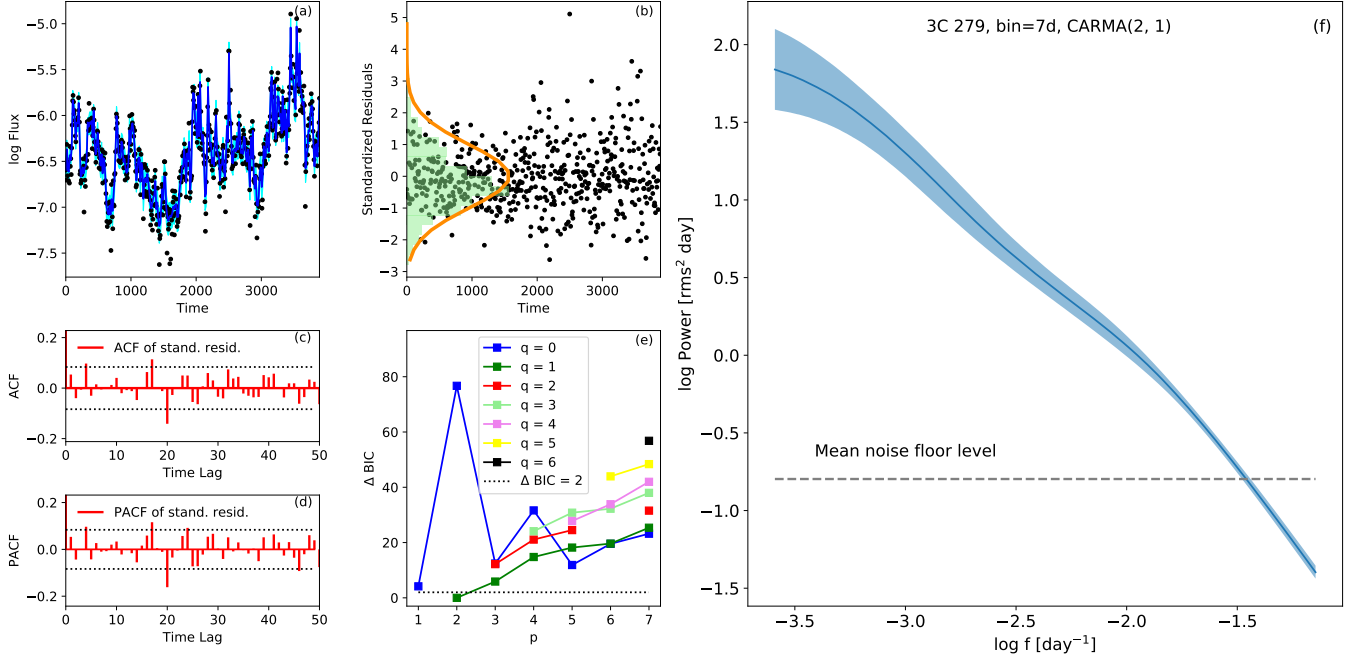 (a)
log Flux
−5.0
−5.5
−6.0
−6.5
−7.0
−7.5
0
1000
2000
3000
Time
(b)
Standardized Residuals
5
4
3
2
1
0
−1
−2
−3
0
1000
2000
3000
Time
(c)
ACF of stand. resid.
ACF
0.2
0.0
−0.2
0
10
20
30
40
50
Time Lag
(d)
PACF of stand. resid.
PACF
0.2
0.0
−0.2
0
10
20
30
40
50
Time Lag
(e)
q = 0
q = 1
q = 2
q = 3
q = 4
q = 5
q = 6
Δ BIC = 2
Δ BIC
80
60
40
20
0
1
2
3
4
5
6
7
p
3C 279, bin=7d, CARMA(2, 1)
(f)
Mean noise floor level
log Power [rms² day]
2.0
1.5
1.0
0.5
0.0
−0.5
−1.0
−1.5
−3.5
−3.0
−2.5
−2.0
−1.5
log f [day⁻¹]